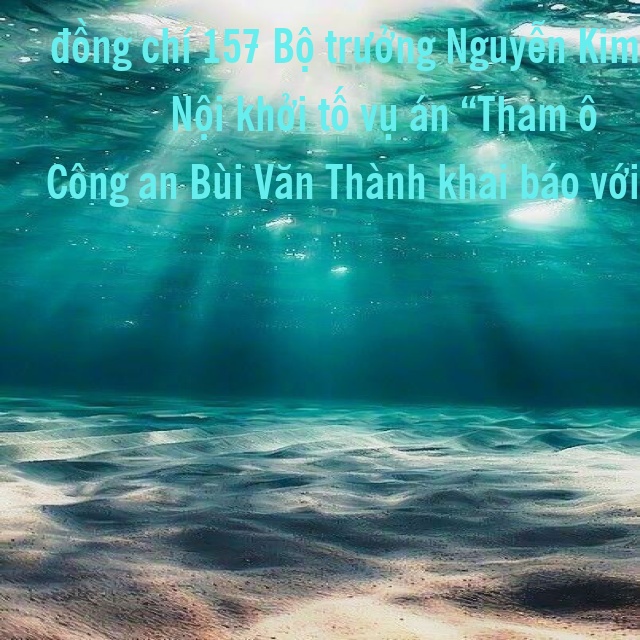 đồng chí 157 Bộ trưởng Nguyễn Kim
Nội khởi tố vụ án “Tham ô
Công an Bùi Văn Thành khai báo với